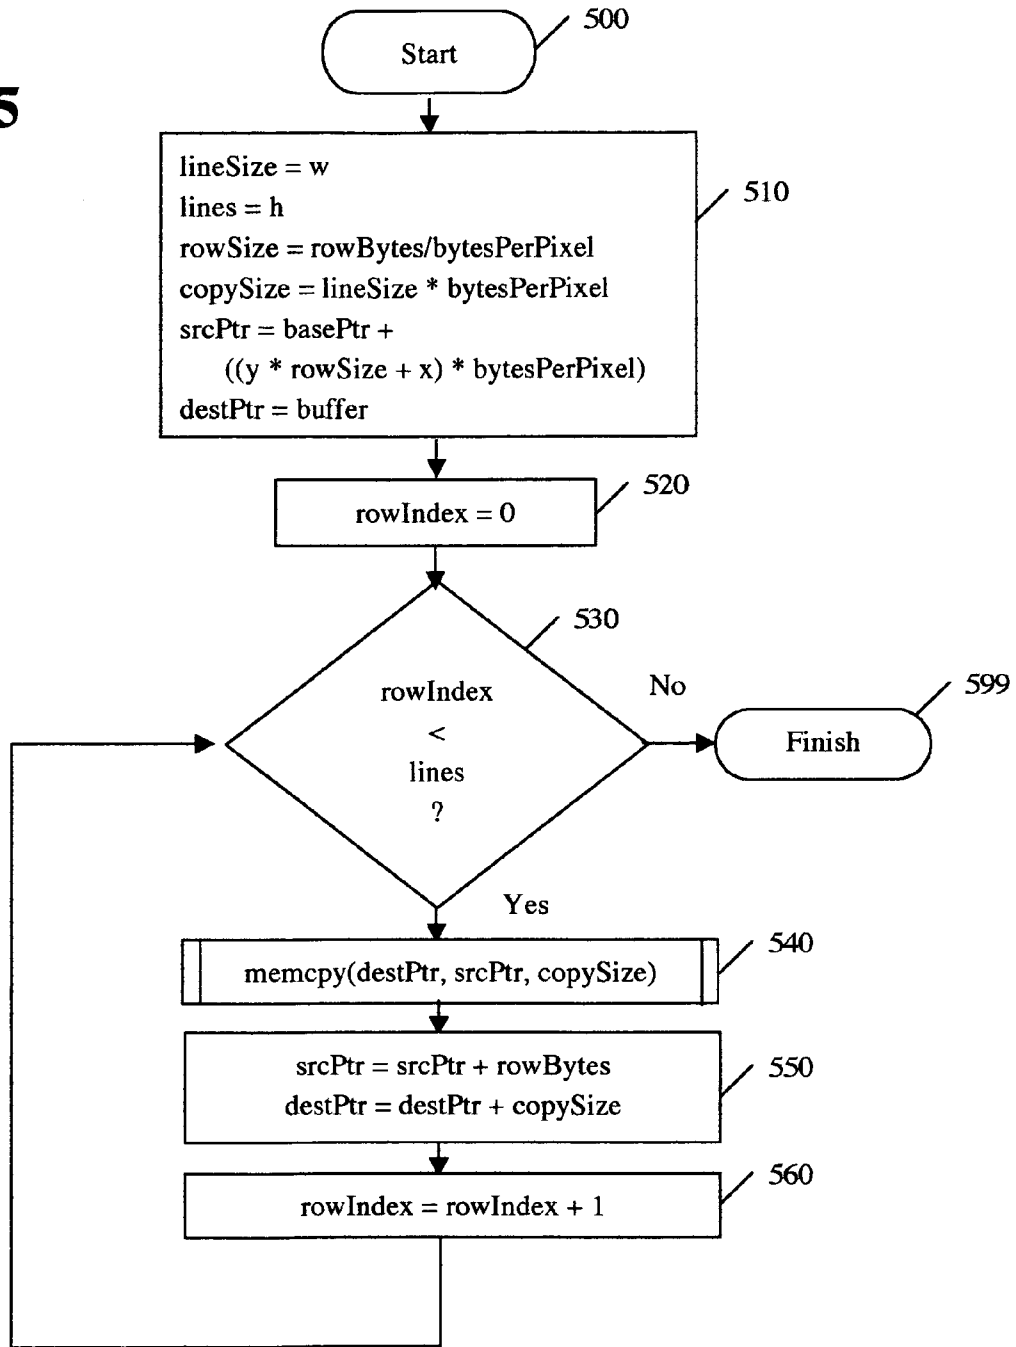 500
Start
5
510
lineSize = w
lines = h
rowSize = rowBytes/bytesPerPixel
copySize = lineSize * bytesPerPixel
srcPtr = basePtr +
((y * rowSize + x) * bytesPerPixel)
destPtr = buffer
520
rowIndex = 0
530
rowIndex
<
lines
?
No
599
Finish
Yes
540
memcpy(destPtr, srcPtr, copySize)
550
srcPtr = srcPtr + rowBytes
destPtr = destPtr + copySize
560
rowIndex = rowIndex + 1